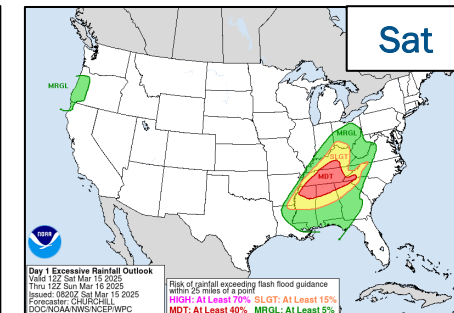 Sat
MRGL
MRGL
SLGT
MDT
NOAA
Day 1 Excessive Rainfall Outlook
Valid 12Z Sat Mar 15 2025
Thru 12Z Sun Mar 16 2025
Issued: 0820Z Sat Mar 15 2025
Forecaster: CHURCHILL
DOC/NOAA/NWS/NCEP/WPC
Risk of rainfall exceeding flash flood guidance
within 25 miles of a point
HIGH: At Least 70% SLGT: At Least 15%
MDT: At Least 40% MRGL: At Least 5%